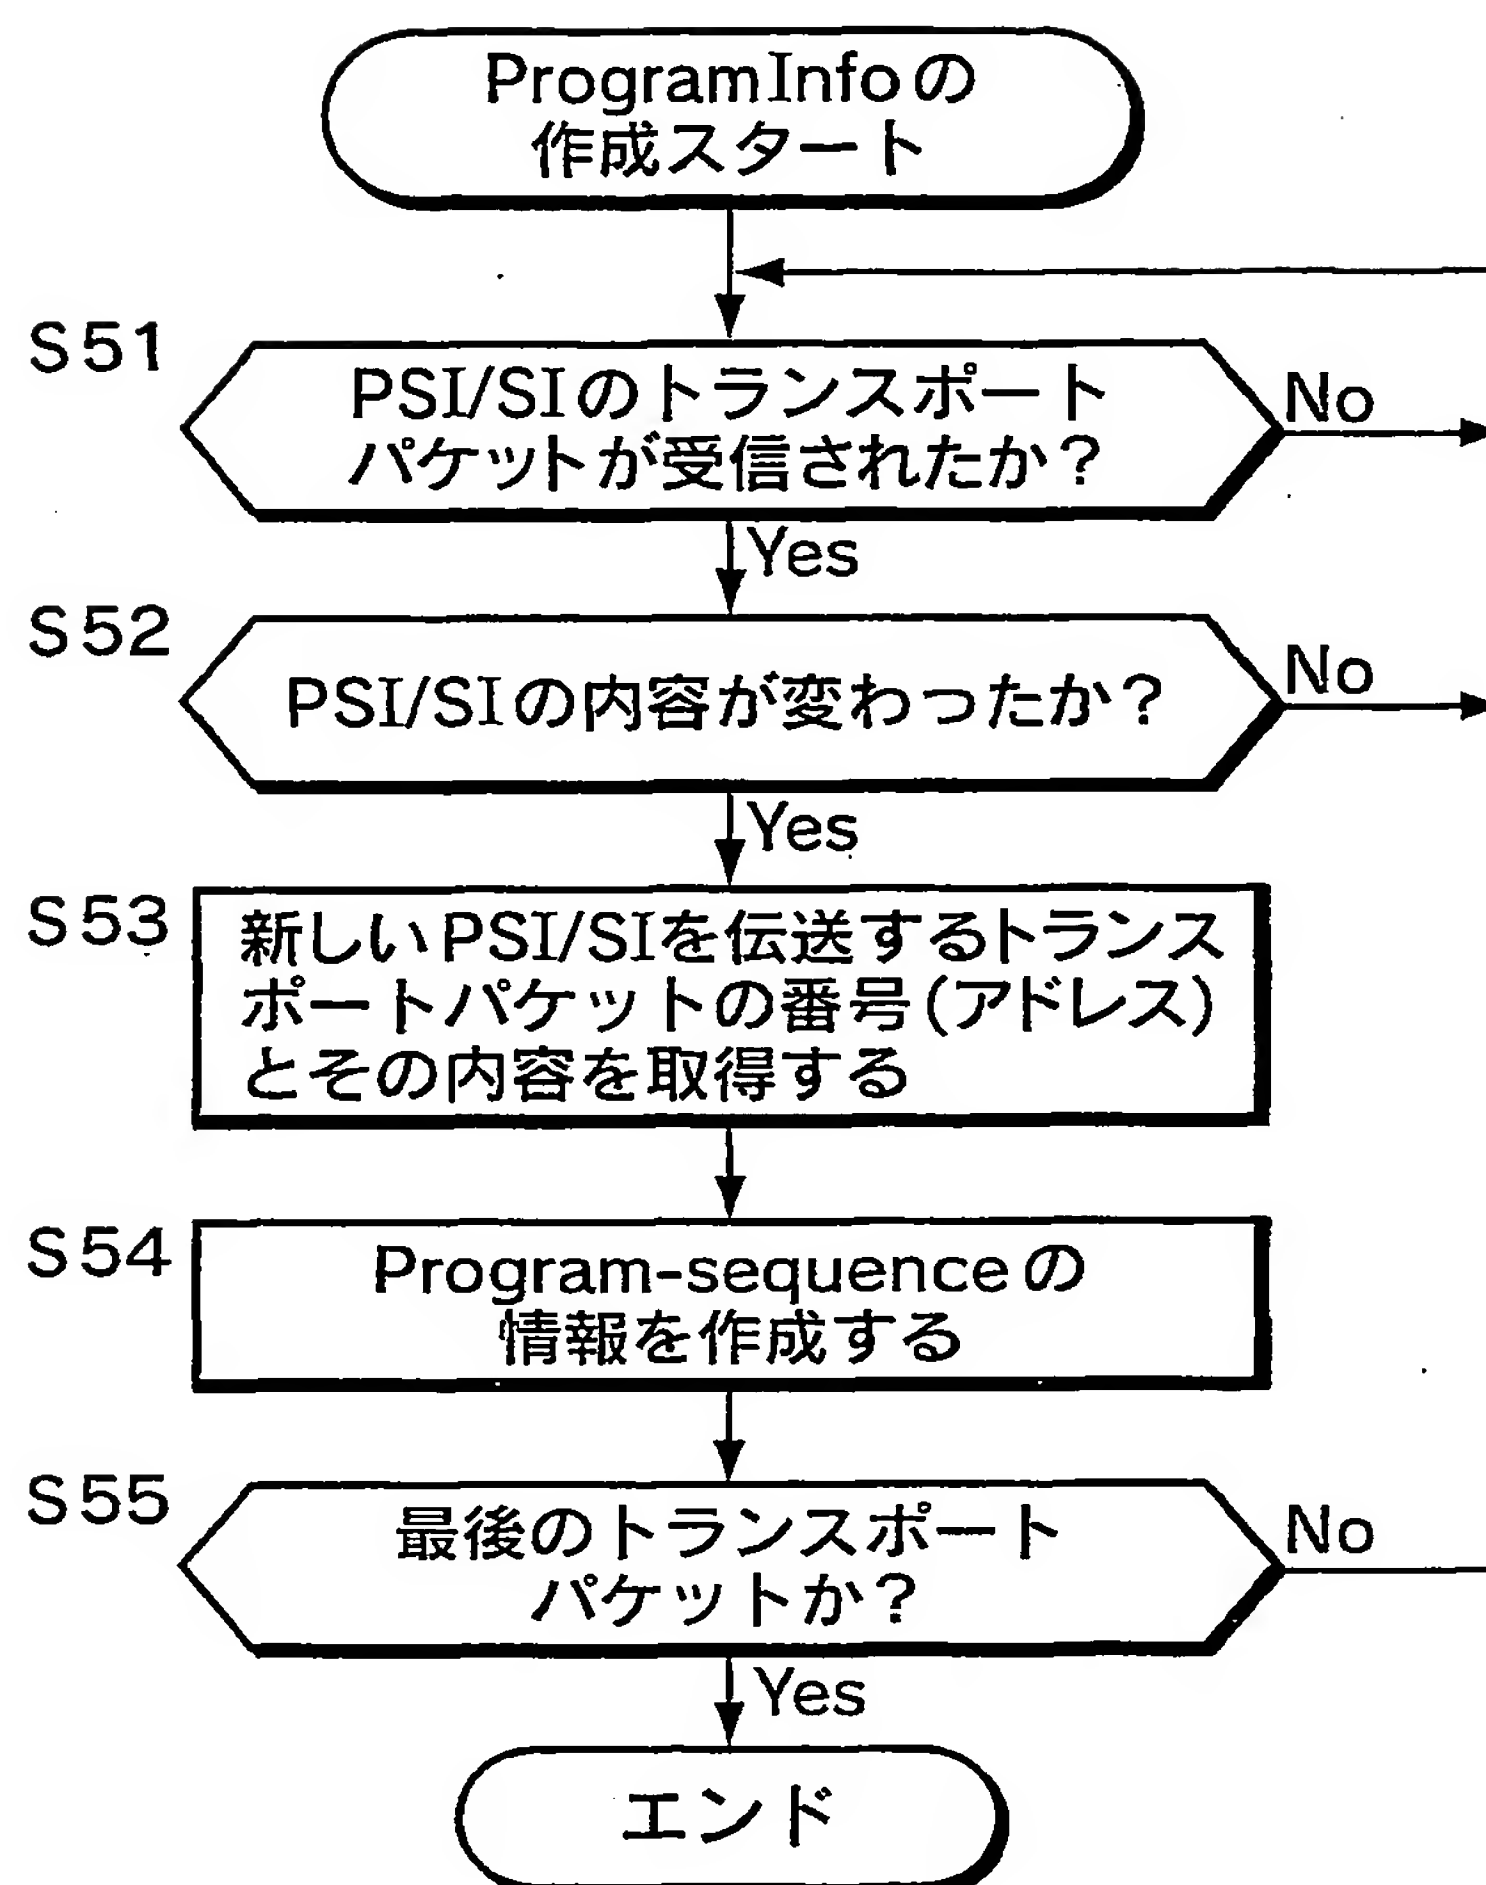 ProgramInfoの
作成スタート
S51
PSI/SIのトランスポート
パケットが受信されたか?
No
Yes
S52
PSI/SIの内容が変わったか?
No
Yes
S53
新しいPSI/SIを伝送するトランス
ポートパケットの番号(アドレス)
とその内容を取得する
S54
Program-sequenceの
情報を作成する
S55
最後のトランスポート
パケットか?
No
Yes
エンド